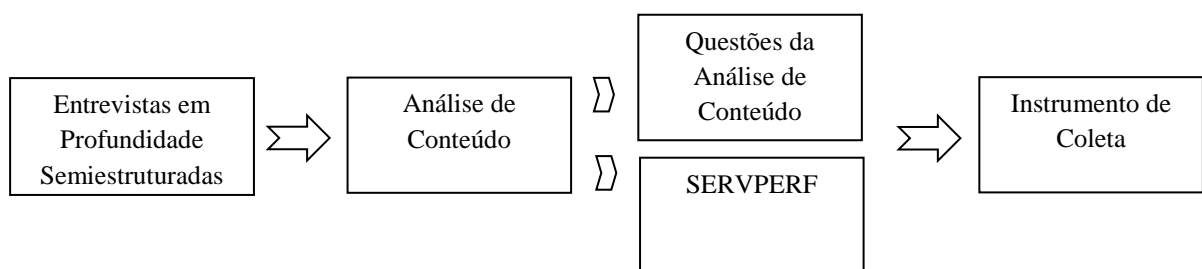 Entrevistas em
Profundidade
Semiestruturadas
Análise de
Conteúdo
Questões da
Análise de
Conteúdo
SERVPERF
Instrumento de
Coleta